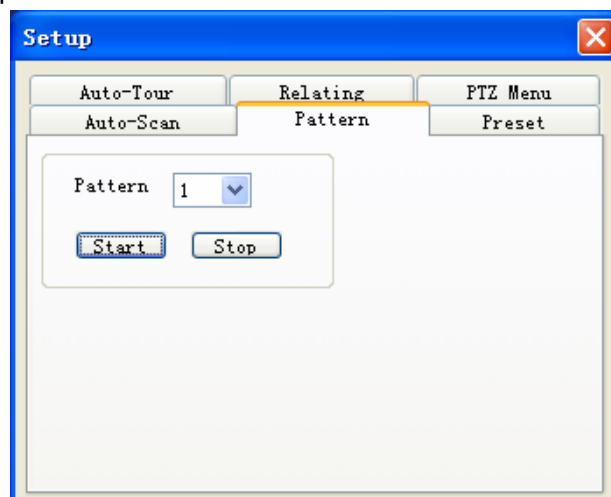 Setup
Auto-Tour Relating PTZ Menu
Auto-Scan Pattern Preset
Pattern 1
Start Stop